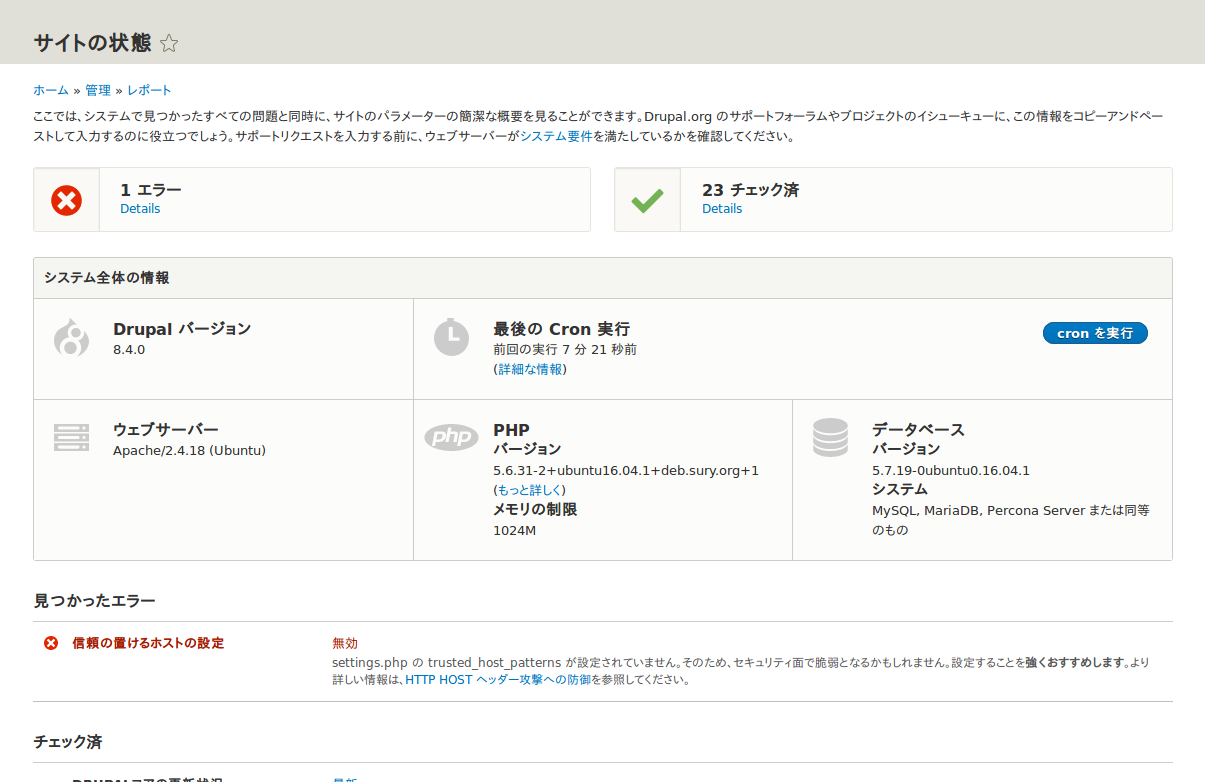 サイトの状態
ホーム » 管理 » レポート
ここでは、システムで見つかったすべての問題と同時に、サイトのパラメーターの簡潔な概要を見ることができます。Drupal.org のサポートフォーラムやプロジェクトのイシューキューに、この情報をコピーアンドペー
ストして入力するのに役立つでしょう。サポートリクエストを入力する前に、ウェブサーバーがシステム要件を満たしているかを確認してください。
1 エラー
Details
23 チェック済
Details
システム全体の情報
Drupal バージョン
8.4.0
最後の Cron 実行
前回の実行 7 分 21 秒前
(詳細な情報)
cron を実行
ウェブサーバー
Apache/2.4.18 (Ubuntu)
php
PHP
バージョン
5.6.31-2+ubuntu16.04.1+deb.sury.org+1
(もっと詳しく)
メモリの制限
1024M
データベース
バージョン
5.7.19-0ubuntu0.16.04.1
システム
MySQL, MariaDB, Percona Server または同等
のもの
見つかったエラー
信頼の置けるホストの設定
無効
settings.php の trusted_host_patterns が設定されていません。そのため、セキュリティ面で脆弱となるかもしれません。設定することを強くおすすめします。より
詳しい情報は、HTTP HOST ヘッダー攻撃への防御を参照してください。
チェック済
DRUPALコアの更新状況
最新